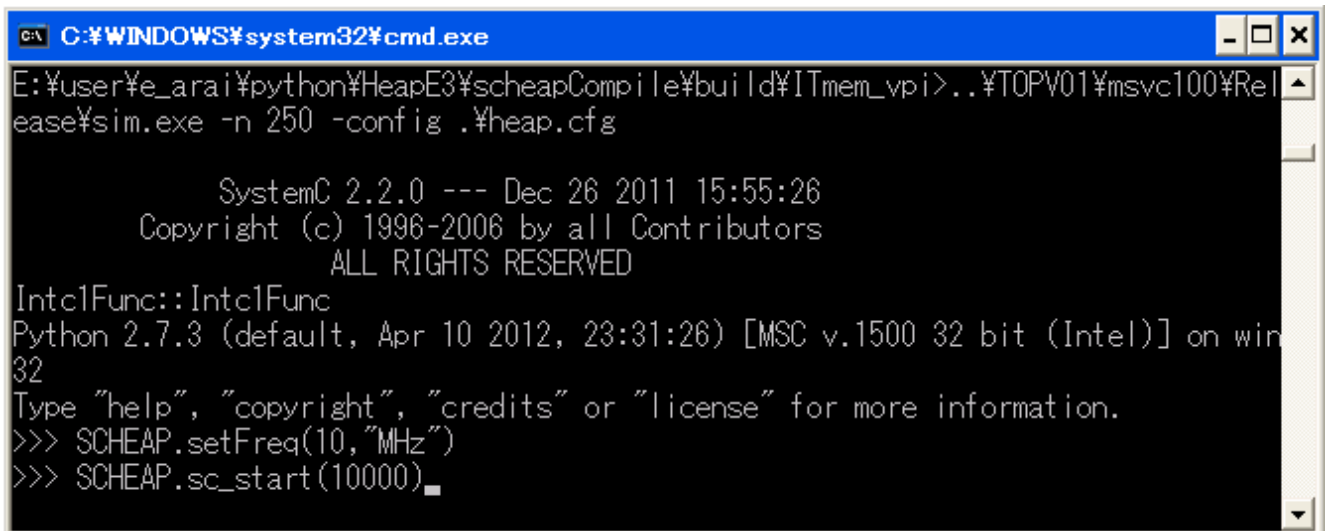 C:¥WINDOWS¥system32¥cmd.exe
E:¥user¥e_arai¥python¥HeapE3¥scheapCompile¥build¥ITmem_vpi>..¥TOPV01¥msvc100¥Rel
ease¥sim.exe -n 250 -config .¥heap.cfg
SystemC 2.2.0 --- Dec 26 2011 15:55:26
Copyright (c) 1996-2006 by all Contributors
ALL RIGHTS RESERVED
Intc1Func::Intc1Func
Python 2.7.3 (default, Apr 10 2012, 23:31:26) [MSC v.1500 32 bit (Intel)] on win
32
Type "help", "copyright", "credits" or "license" for more information.
>>> SCHEAP.setFreq(10,"MHz")
>>> SCHEAP.sc_start(10000)